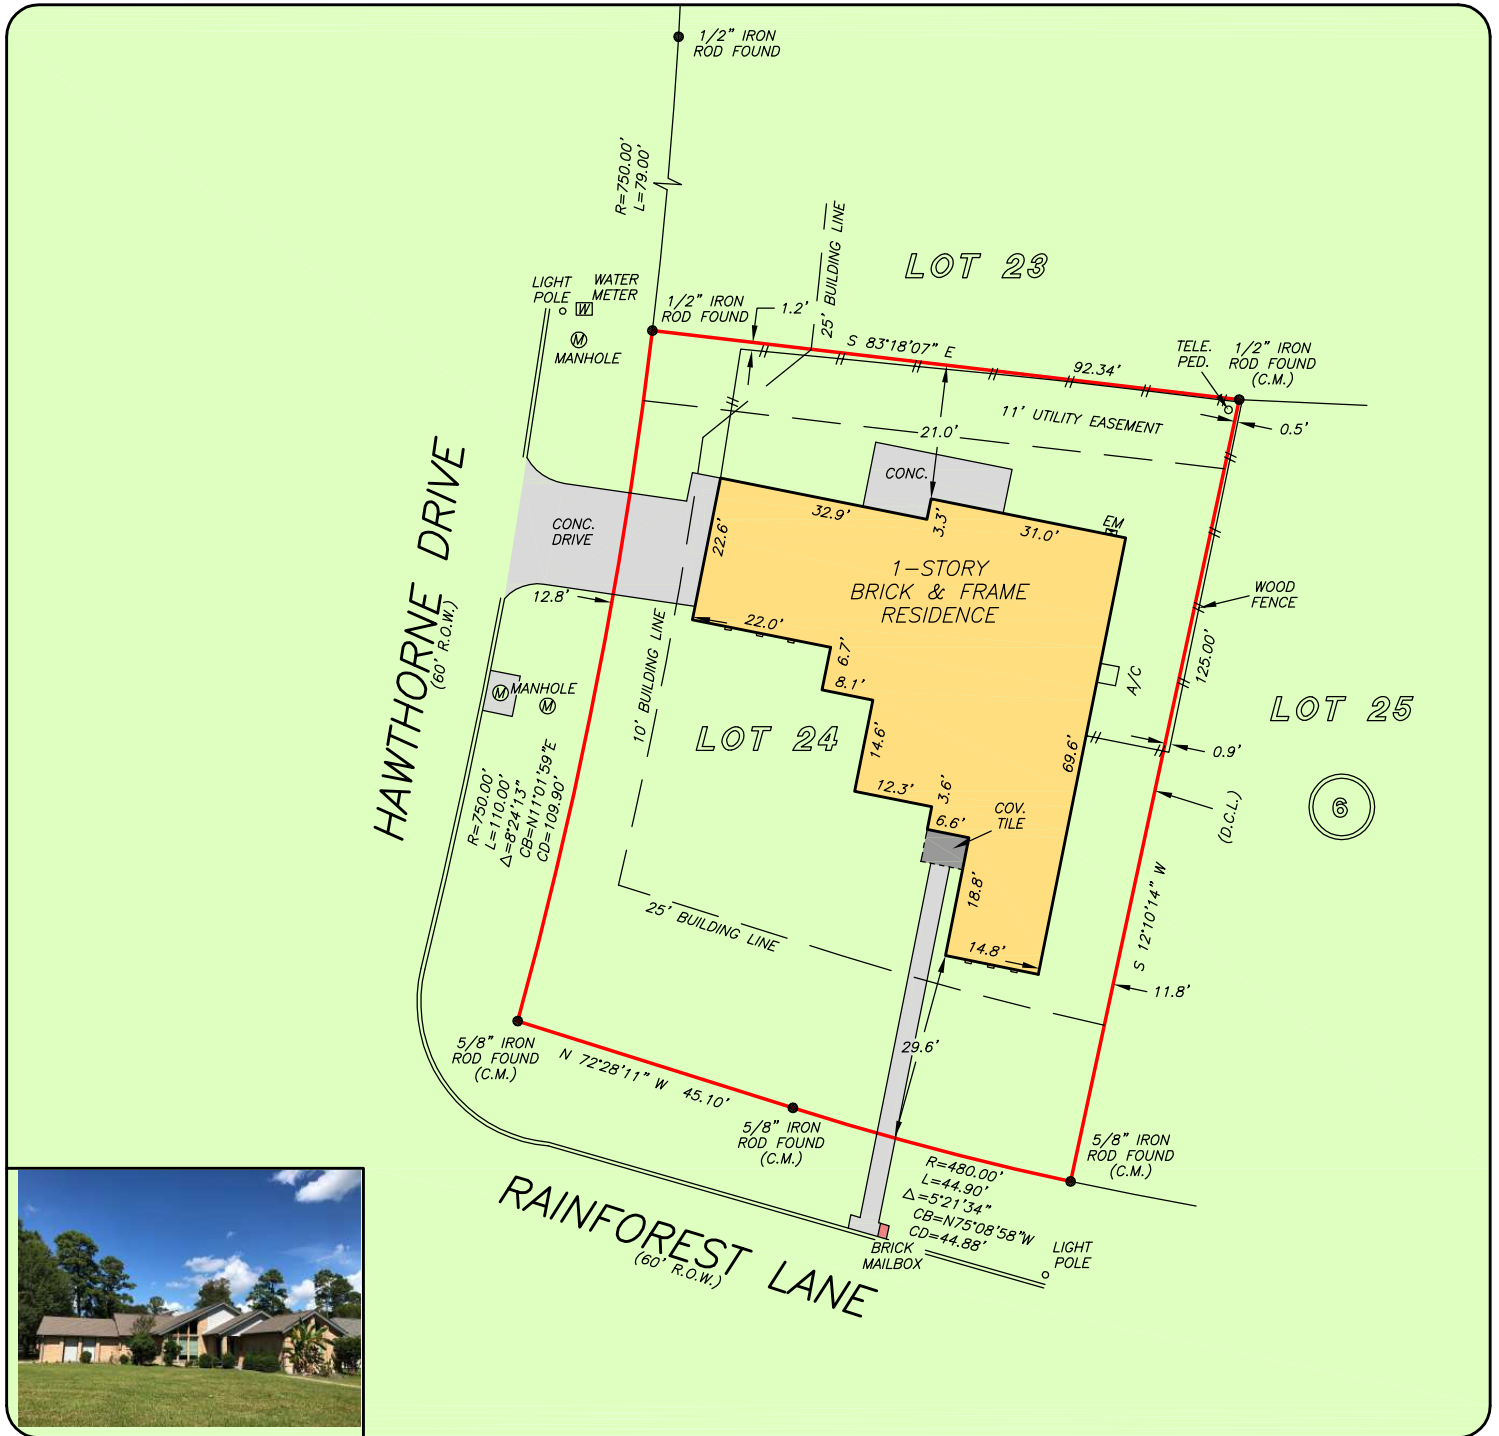 1/2" IRON
ROD FOUND
R=750.00'
L=79.00'
25' BUILDING LINE
LOT 23
LIGHT
POLE
WATER
METER
W
M
MANHOLE
1/2" IRON
ROD FOUND
1.2'
S 83°18'07" E
92.34'
TELE.
PED.
1/2" IRON
ROD FOUND
(C.M.)
11' UTILITY EASEMENT
0.5'
21.0'
CONC.
HAWTHORNE DRIVE
(60' R.O.W.)
CONC.
DRIVE
12.8'
32.9'
3.3'
31.0'
EM
22.6'
1-STORY
BRICK & FRAME
RESIDENCE
WOOD
FENCE
125.00'
22.0'
6.7'
8.1'
A/C
M
MANHOLE
M
10' BUILDING LINE
LOT 24
14.6'
69.6'
LOT 25
0.9'
6
12.3'
3.6'
6.6'
COV.
TILE
(D.C.L.)
R=750.00'
L=110.00'
△=8°24'13"
CB=N11°01'59"E
CD=109.90'
18.8'
14.8'
25' BUILDING LINE
S 12°10'14" W
11.8'
29.6'
5/8" IRON
ROD FOUND
(C.M.)
N 72°28'11" W 45.10'
5/8" IRON
ROD FOUND
(C.M.)
5/8" IRON
ROD FOUND
(C.M.)
R=480.00'
L=44.90'
△=5°21'34"
CB=N75°08'58"W
CD=44.88'
RAINFOREST LANE
(60' R.O.W.)
BRICK
MAILBOX
LIGHT
POLE